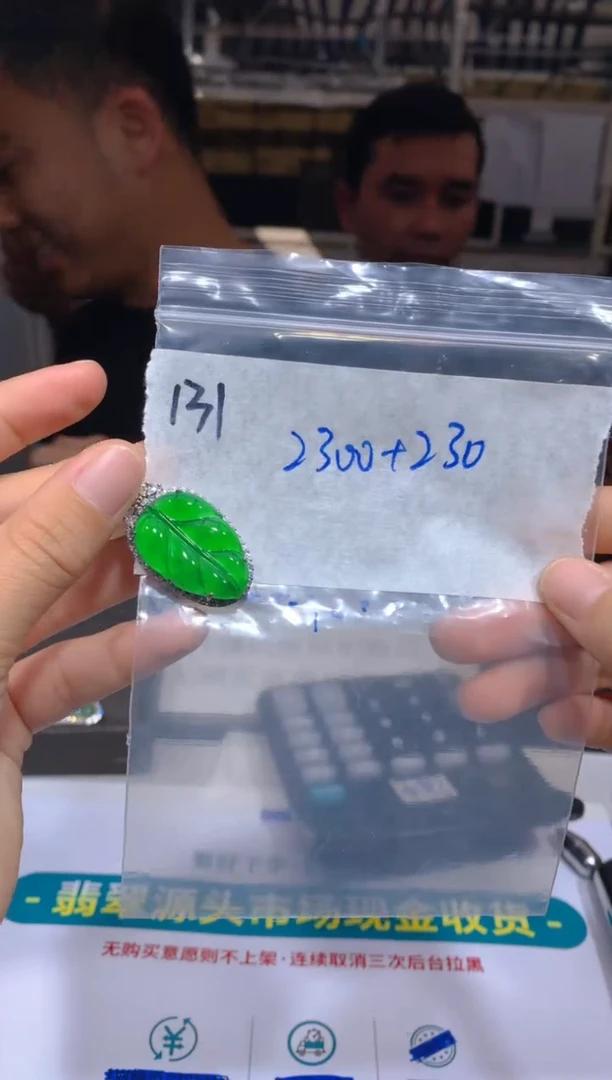 131
2300+230
- 翡翠源头市场现金收货 -
无购买意愿则不上架·连续取消三次后台拉黑
¥